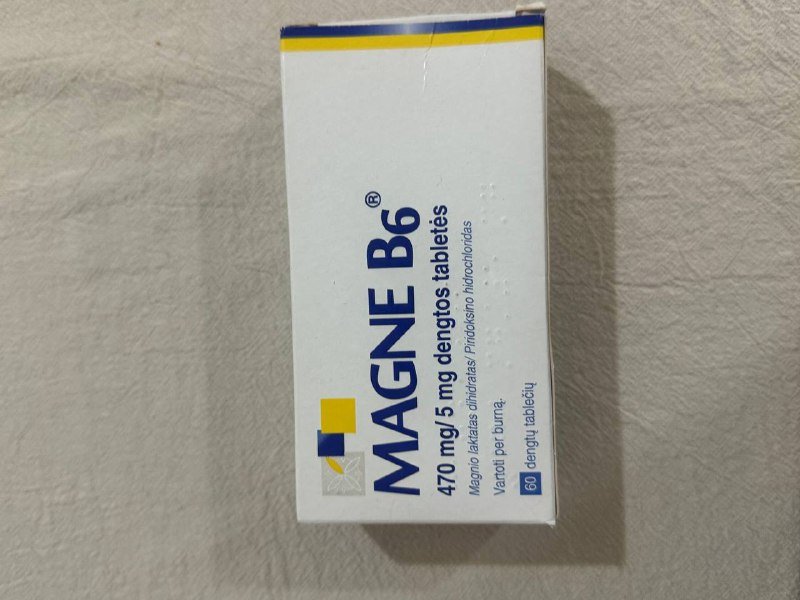 MAGNE B6®
470 mg/ 5 mg dengtos tabletės
Magnio laktatas dihidratas/ Piridoksino hidrochloridas
Vartoti per burną.
60 dengtų tablečių